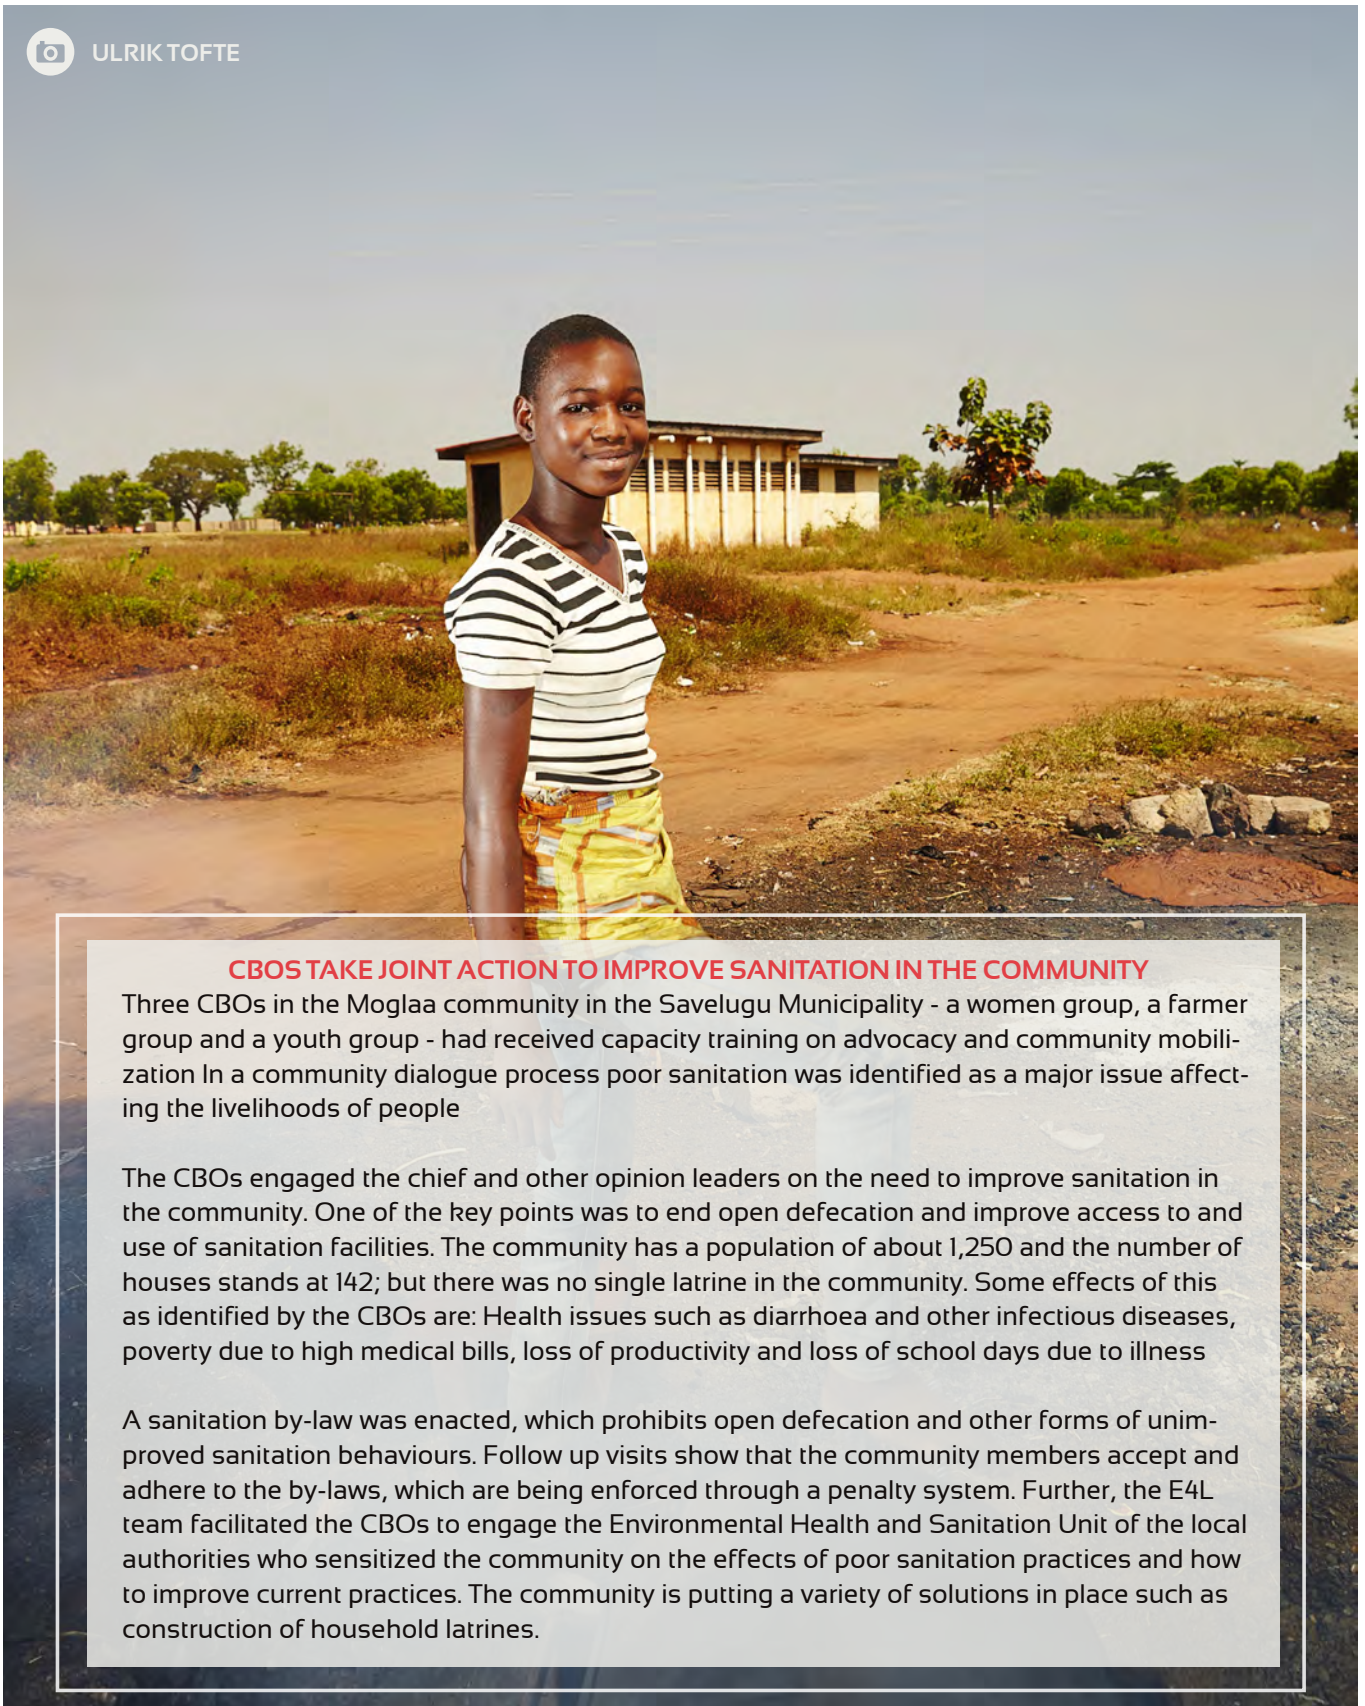 ULRIK TOFTE
CBOS TAKE JOINT ACTION TO IMPROVE SANITATION IN THE COMMUNITY
Three CBOs in the Moglaa community in the Savelugu Municipality - a women group, a farmer
group and a youth group - had received capacity training on advocacy and community mobili-
zation In a community dialogue process poor sanitation was identified as a major issue affect-
ing the livelihoods of people
The CBOs engaged the chief and other opinion leaders on the need to improve sanitation in
the community. One of the key points was to end open defecation and improve access to and
use of sanitation facilities. The community has a population of about 1,250 and the number of
houses stands at 142; but there was no single latrine in the community. Some effects of this
as identified by the CBOs are: Health issues such as diarrhoea and other infectious diseases,
poverty due to high medical bills, loss of productivity and loss of school days due to illness
A sanitation by-law was enacted, which prohibits open defecation and other forms of unim-
proved sanitation behaviours. Follow up visits show that the community members accept and
adhere to the by-laws, which are being enforced through a penalty system. Further, the E4L
team facilitated the CBOs to engage the Environmental Health and Sanitation Unit of the local
authorities who sensitized the community on the effects of poor sanitation practices and how
to improve current practices. The community is putting a variety of solutions in place such as
construction of household latrines.